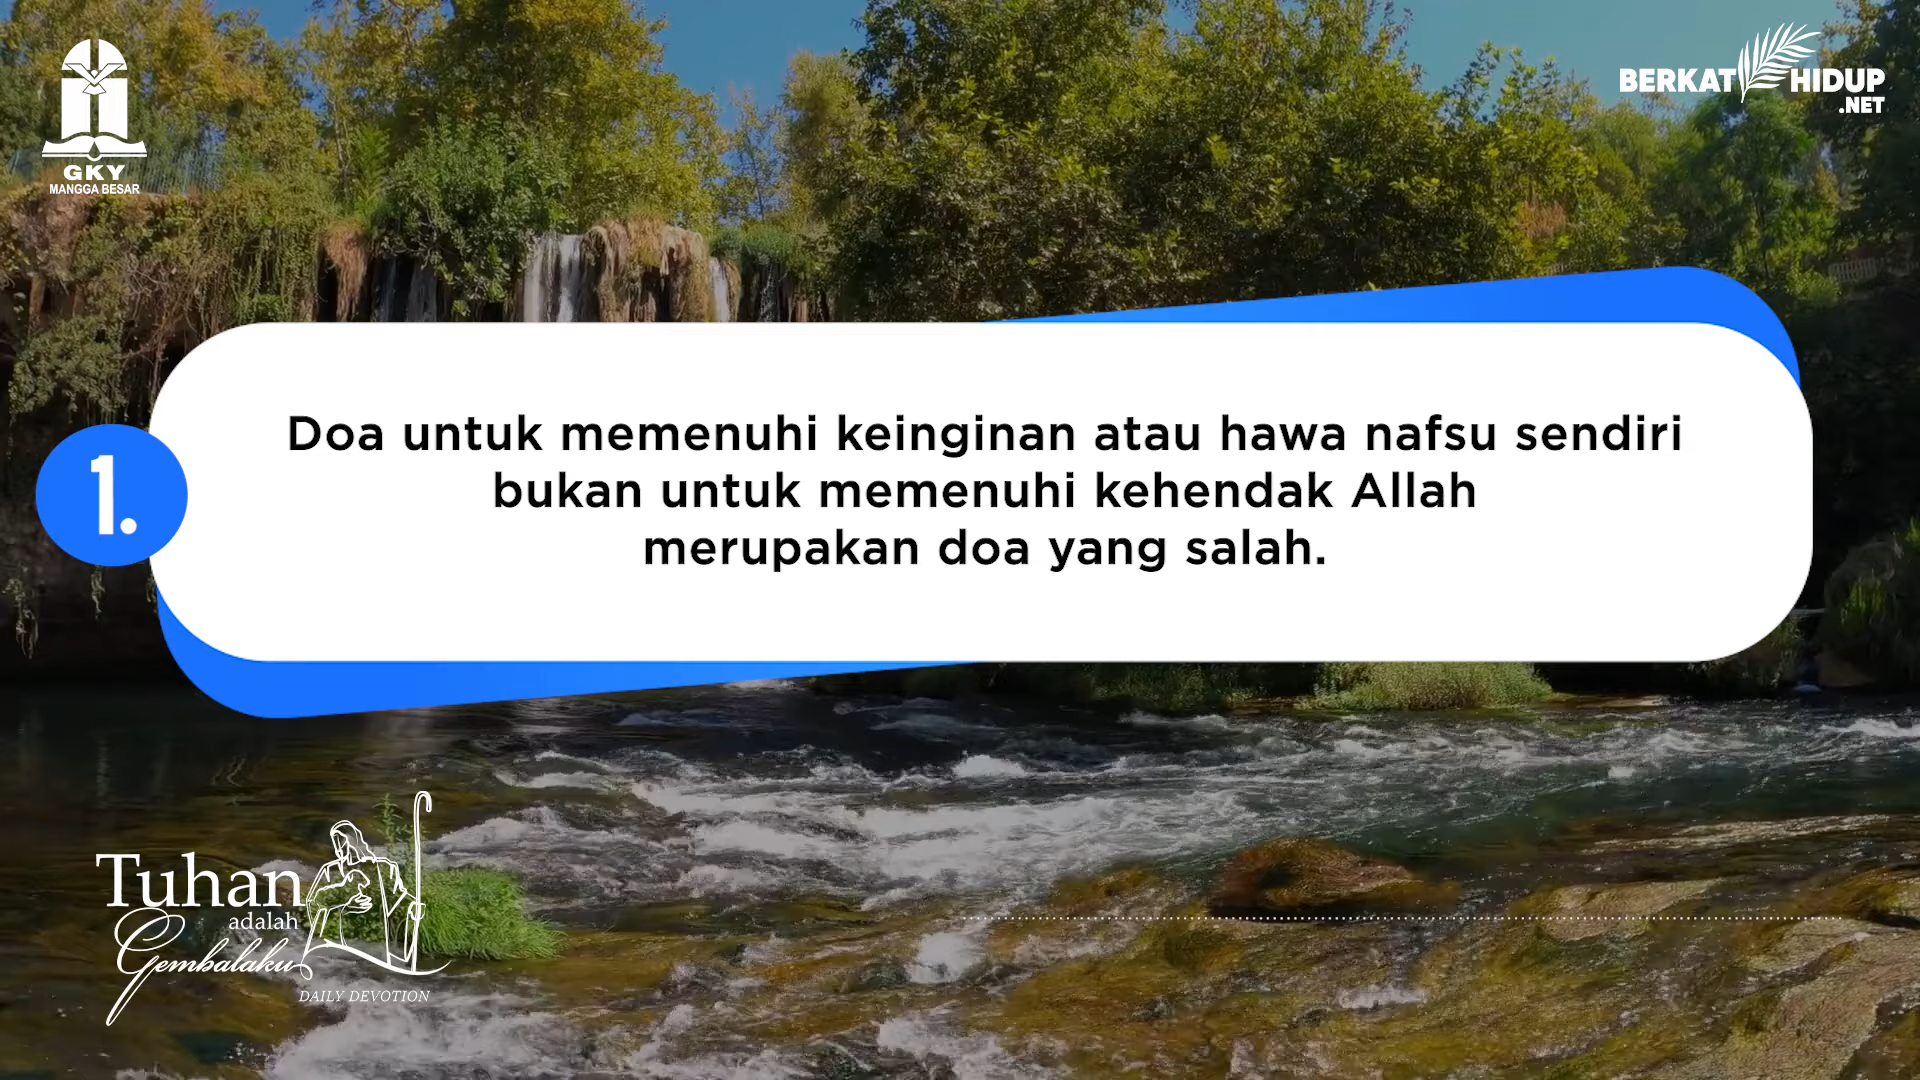 GKY
MANGGA BESAR
BERKAT HIDUP
.NET
1.
Doa untuk memenuhi keinginan atau hawa nafsu sendiri
bukan untuk memenuhi kehendak Allah
merupakan doa yang salah.
Tuhan
adalah
Gembalaku
DAILY DEVOTION